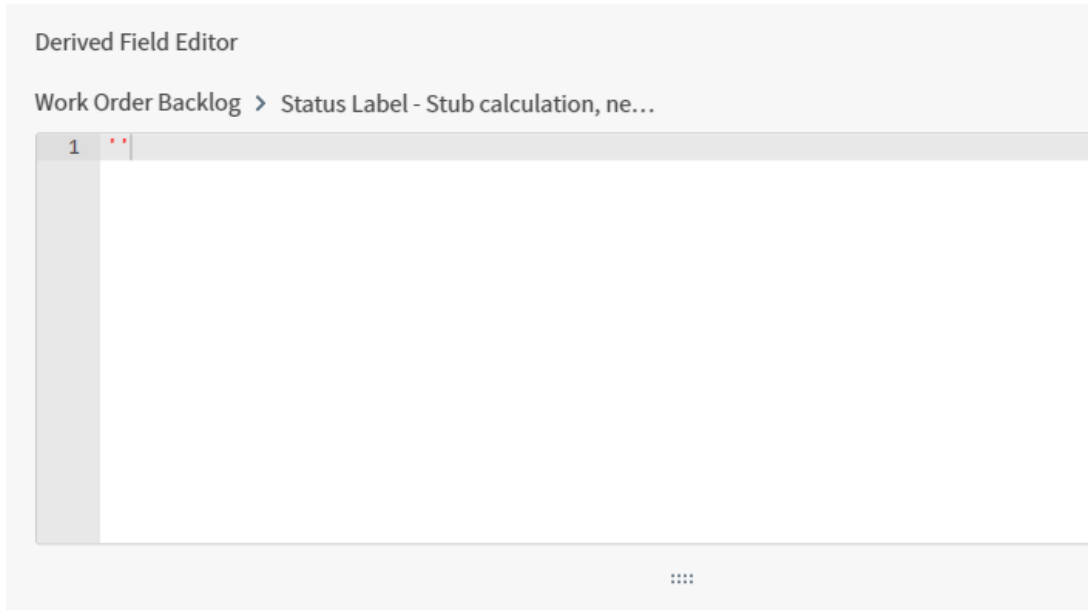 Derived Field Editor
Work Order Backlog > Status Label - Stub calculation, ne…
1 ''